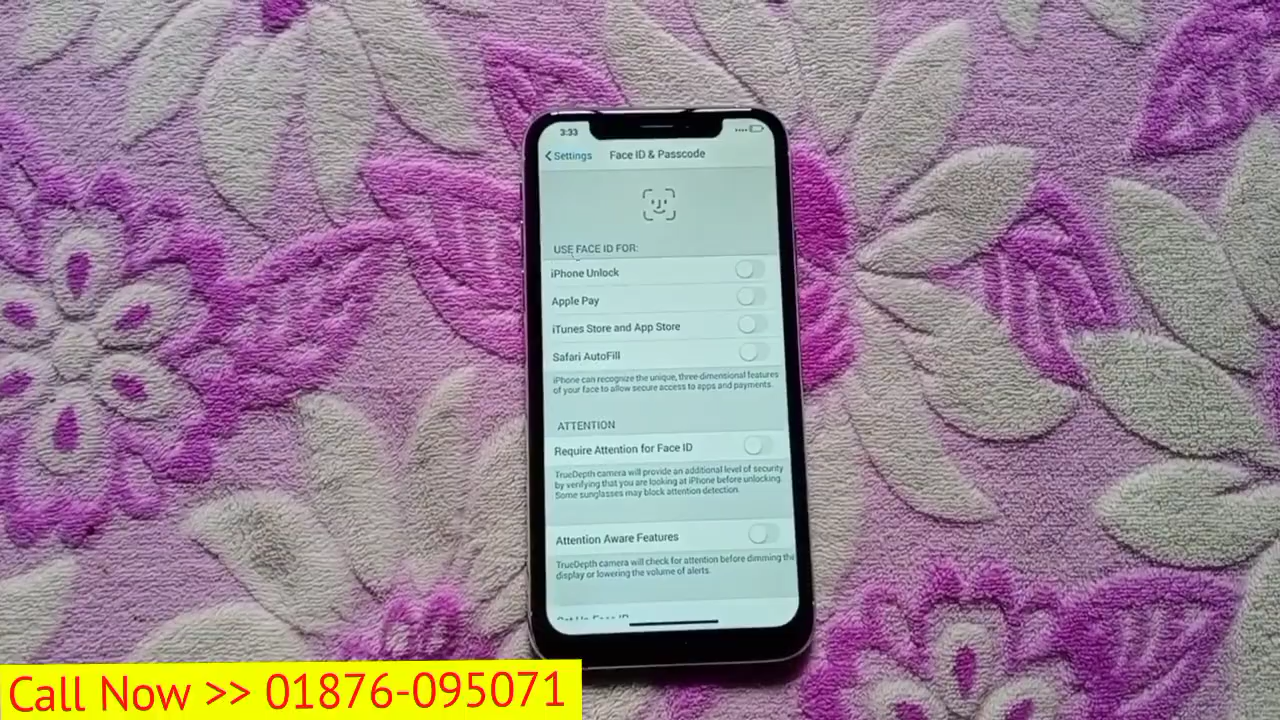 3:33
Settings
Face ID & Passcode
USE FACE ID FOR:
iPhone Unlock
Apple Pay
iTunes Store and App Store
Safari AutoFill
iPhone can recognize the unique, three-dimensional features
of your face to allow secure access to apps and payments.
ATTENTION
Require Attention for Face ID
TrueDepth camera will provide an additional level of security
by verifying that you are looking at iPhone before unlocking.
Some sunglasses may block attention detection.
Attention Aware Features
TrueDepth camera will check for attention before dimming the
display or lowering the volume of alerts.
Call Now >> 01876-095071